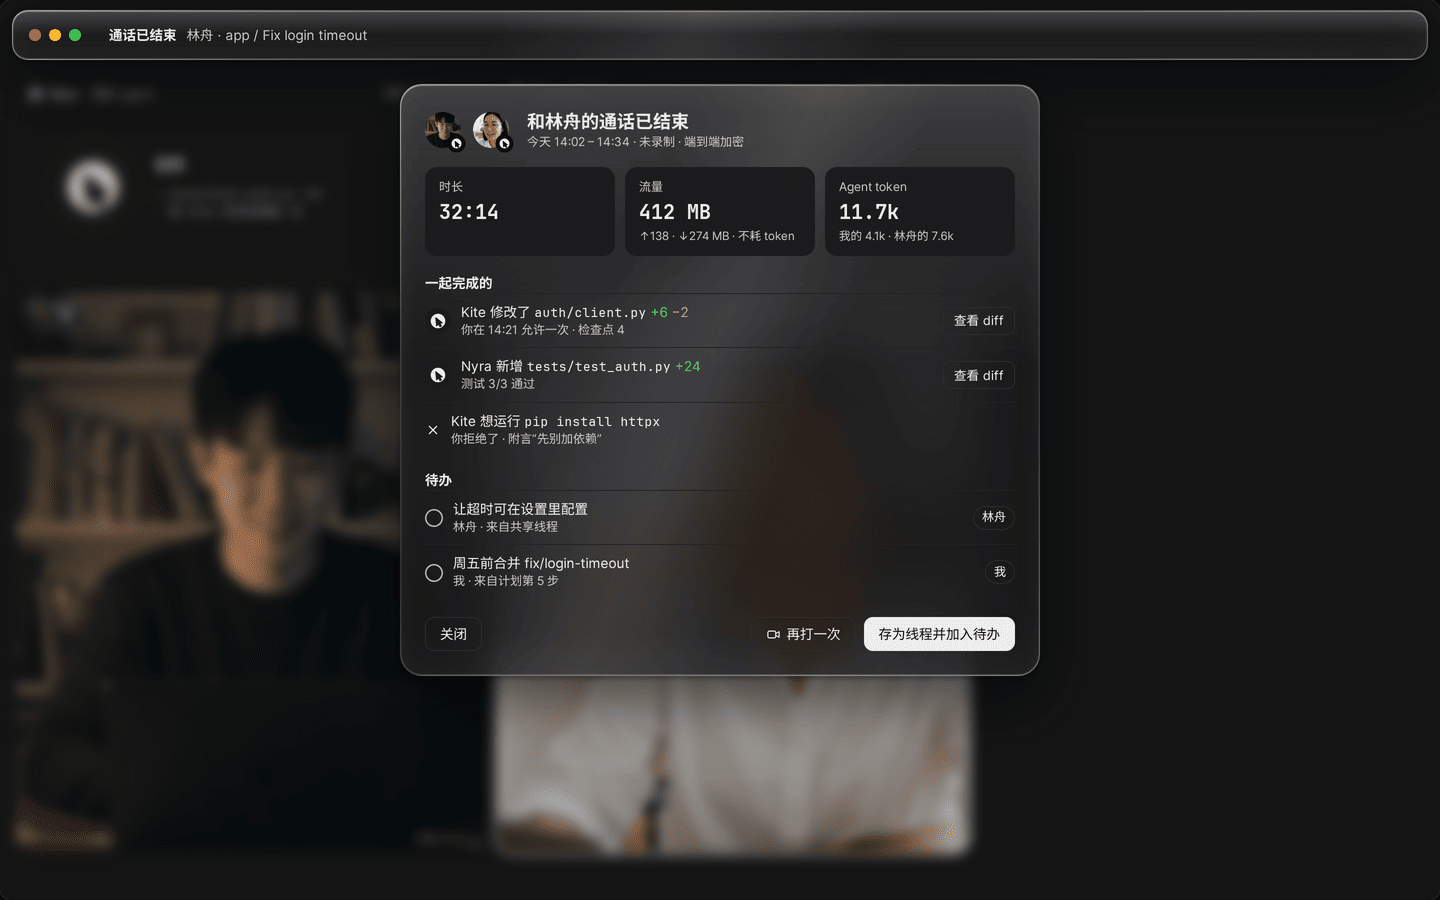 通话已结束 林舟 · app / Fix login timeout
和林舟的通话已结束
今天 14:02 – 14:34 · 未录制 · 端到端加密
时长
32:14
流量
412 MB
↑138 · ↓274 MB · 不耗 token
Agent token
11.7k
我的 4.1k · 林舟的 7.6k
一起完成的
Kite 修改了 auth/client.py +6 −2
你在 14:21 允许一次 · 检查点 4
查看 diff
Nyra 新增 tests/test_auth.py +24
测试 3/3 通过
查看 diff
Kite 想运行 pip install httpx
你拒绝了 · 附言“先别加依赖”
待办
让超时可在设置里配置
林舟 · 来自共享线程
林舟
周五前合并 fix/login-timeout
我 · 来自计划第 5 步
我
关闭
再打一次
存为线程并加入待办